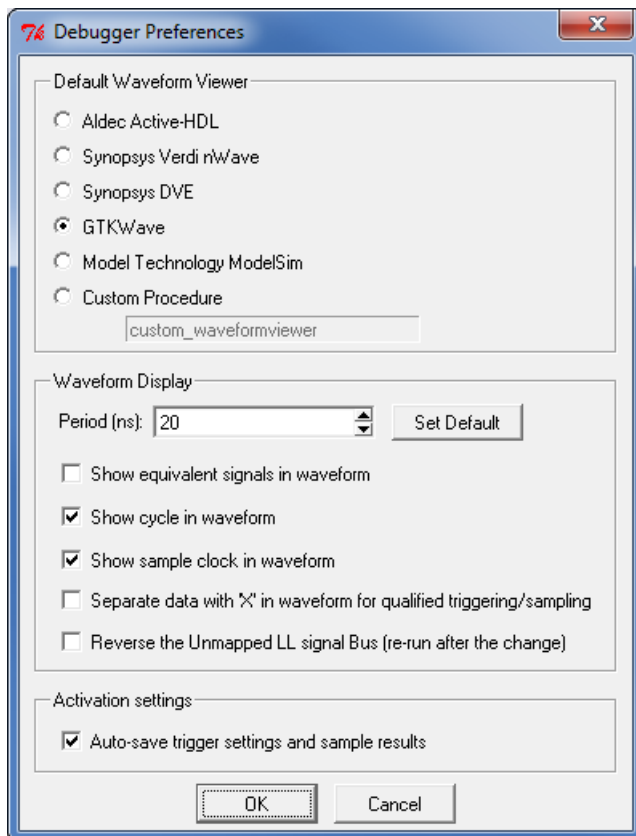 Debugger Preferences
Default Waveform Viewer
Aldec Active-HDL
Synopsys Verdi nWave
Synopsys DVE
GTKWave
Model Technology ModelSim
Custom Procedure
custom_waveformviewer
Waveform Display
Period (ns): 20 Set Default
Show equivalent signals in waveform
Show cycle in waveform
Show sample clock in waveform
Separate data with 'X' in waveform for qualified triggering/sampling
Reverse the Unmapped LL signal Bus (re-run after the change)
Activation settings
Auto-save trigger settings and sample results
OK Cancel